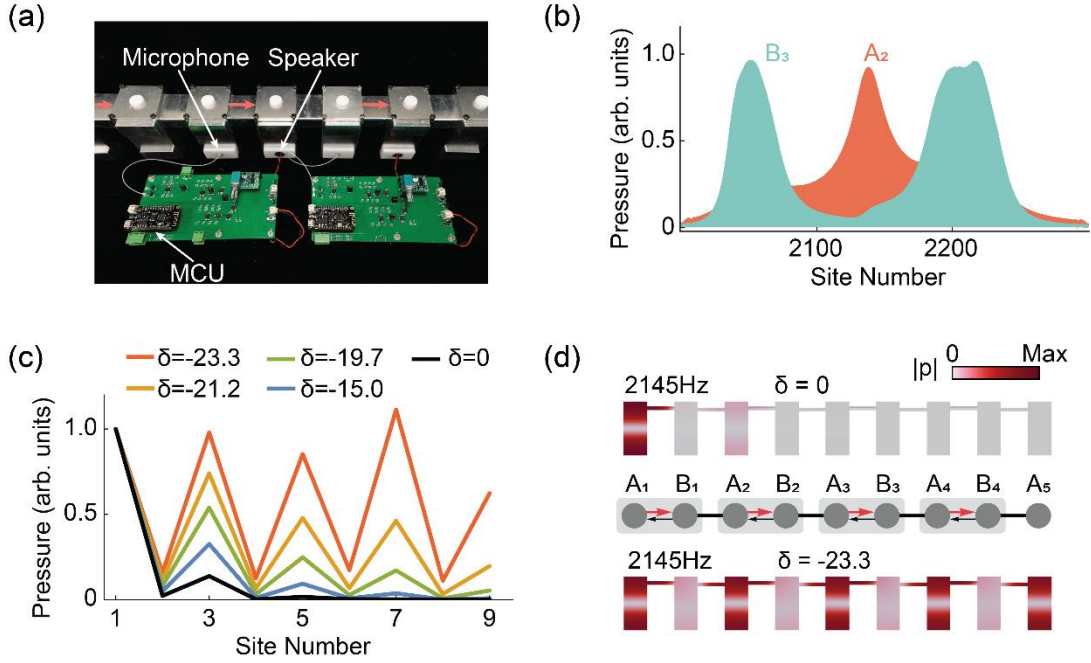 (a)
Microphone
Speaker
MCU
(b)
Pressure (arb. units)
1.0
0.5
0
B₃
A₂
2100
2200
Site Number
(c)
δ=-23.3
δ=-19.7
δ=0
δ=-21.2
δ=-15.0
Pressure (arb. units)
1.0
0.5
0
1
3
5
7
9
Site Number
(d)
|p|
0
Max
2145Hz
δ = 0
A₁
B₁
A₂
B₂
A₃
B₃
A₄
B₄
A₅
2145Hz
δ = -23.3